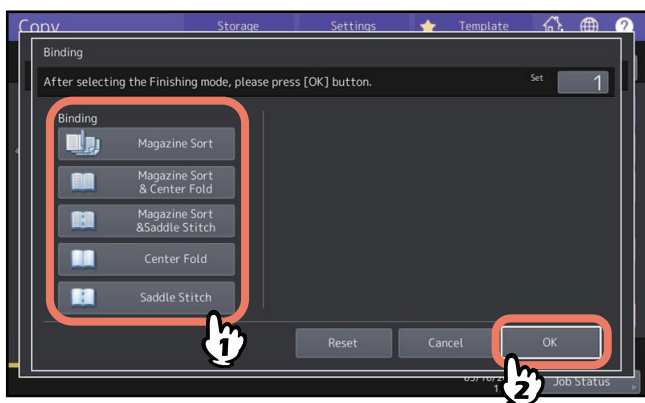 Copy
Storage
Settings
Template
?
Binding
After selecting the Finishing mode, please press [OK] button.
Set
1
Binding
Magazine Sort
Magazine Sort
& Center Fold
Magazine Sort
&Saddle Stitch
Center Fold
Saddle Stitch
1
Reset
Cancel
OK
2
Job Status